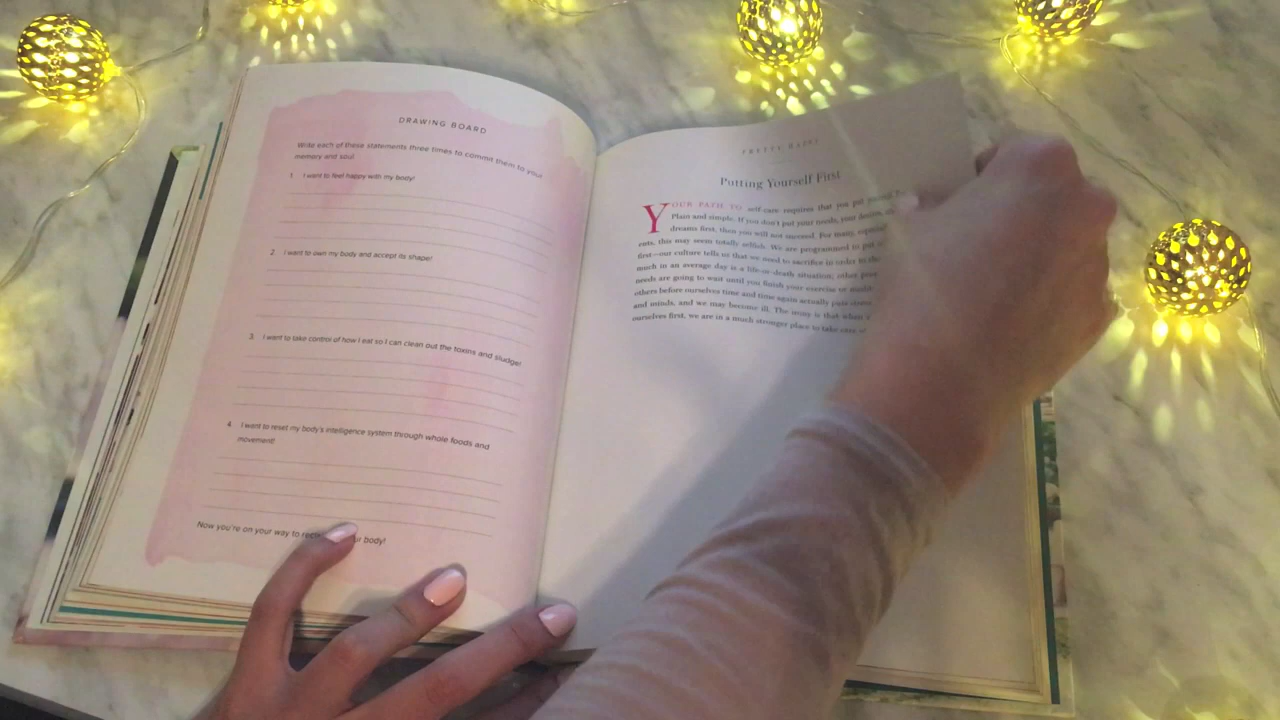 DRAWING BOARD
Write each of these statements three times to commit them to your
memory and soul.
1. I want to feel happy with my body!
2. I want to own my body and accept its shape!
3. I want to take control of how I eat so I can clean out the toxins and sludge!
4. I want to reset my body's intelligence system through whole foods and
movement!
Now you're on your way to your body!
PRETTY HAPPY
Putting Yourself First
YOUR PATH TO self-care requires that you put yourself
Plain and simple. If you don't put your needs, your desires,
dreams first, then you will not succeed. For many,
ents, this may seem totally selfish. We are programmed to put
first—our culture tells us that we need to sacrifice in order to
much in an average day is a life-or-death situation; other
needs are going to wait until you finish your exercise or
others before ourselves time and time again actually
and minds, and we may become ill. The irony is that when
ourselves first, we are in a much stronger place to take care